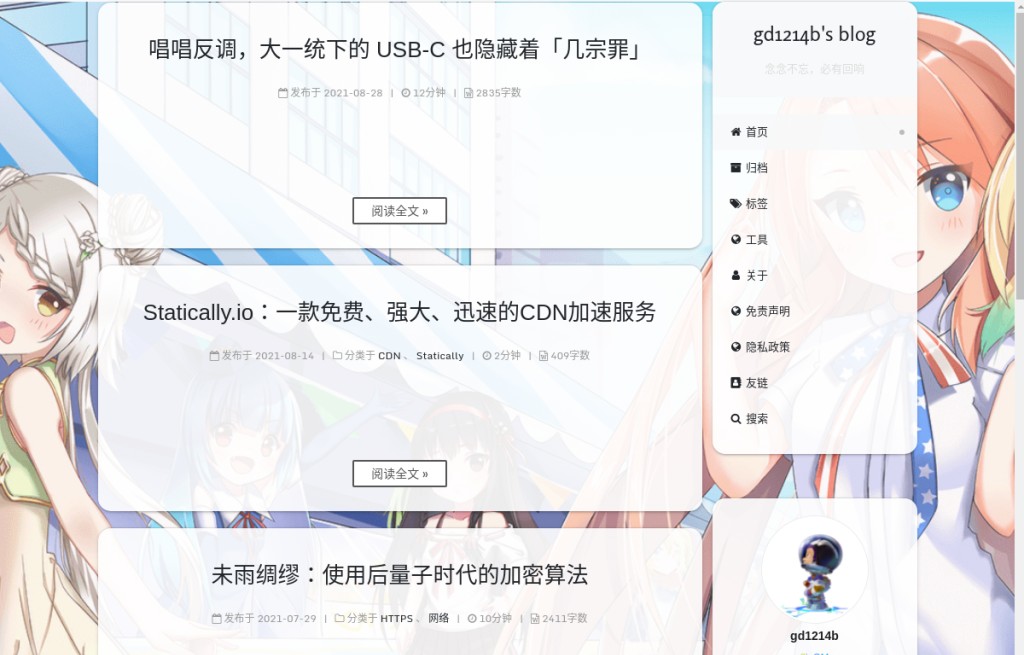 唱唱反调，大一统下的 USB-C 也隐藏着「几宗罪」
发布于 2021-08-28 | 12分钟 | 2835字数
阅读全文 »
Statically.io：一款免费、强大、迅速的CDN加速服务
发布于 2021-08-14 | 分类于 CDN 、 Statically | 2分钟 | 409字数
阅读全文 »
未雨绸缪：使用后量子时代的加密算法
发布于 2021-07-29 | 分类于 HTTPS 、 网络 | 10分钟 | 2411字数
gd1214b's blog
念念不忘，必有回响
首页
归档
标签
工具
关于
免责声明
隐私政策
友链
搜索
gd1214b